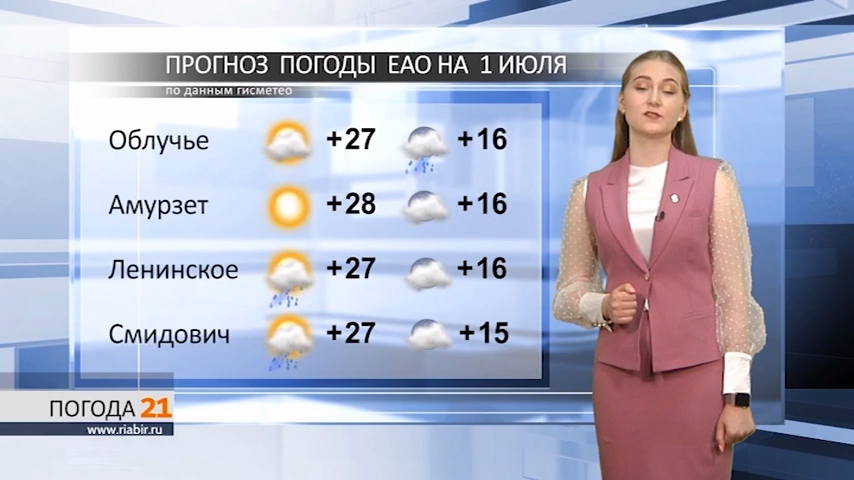 ПРОГНОЗ ПОГОДЫ ЕАО НА 1 ИЮЛЯ
по данным гисметео
Облучье +27 +16
Амурзет +28 +16
Ленинское +27 +16
Смидович +27 +15
ПОГОДА 21
www.riabir.ru